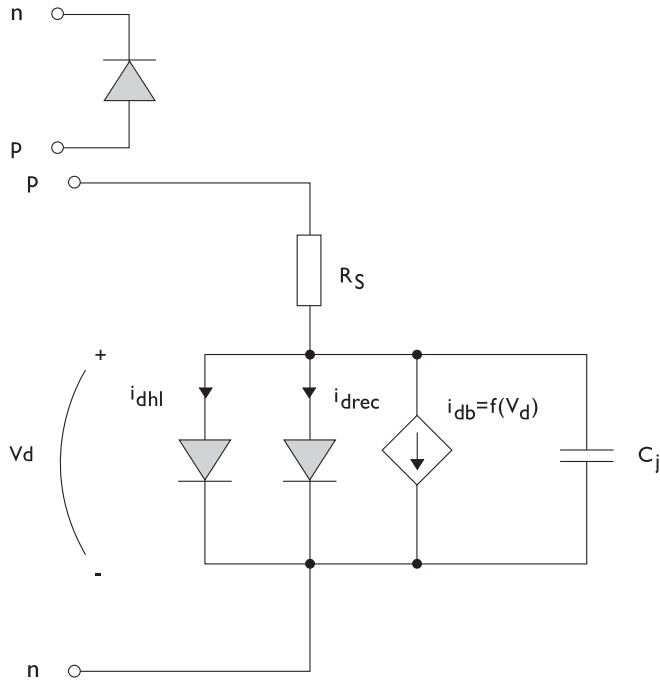 n
p
p
R_S
+
i_dhl
i_drec
i_db=f(V_d)
Vd
C_j
-
n